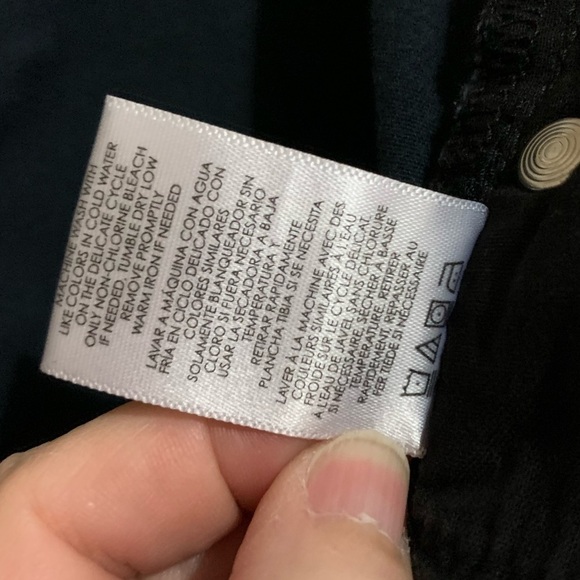 MACHINE WASH WITH
LIKE COLORS IN COLD WATER
ON THE DELICATE CYCLE
ONLY NON-CHLORINE BLEACH
IF NEEDED, TUMBLE DRY LOW
REMOVE PROMPTLY
WARM IRON IF NEEDED
LAVAR A MÁQUINA CON AGUA
FRIA EN CICLO DELICADO CON
COLORES SIMILARES
SOLAMENTE BLANQUEADOR SIN
CLORO SI FUERA NECESARIO
USAR LA SECADORA A BAJA
TEMPERATURA Y
RETIRAR RAPIDAMENTE
PLANCHA TIBIA SI SE NECESITA
LAVER À LA MACHINE AVEC DES
COULEURS SIMILAIRES À L'EAU
FROIDE SUR LE CYCLE DELICAT
A L'EAU DE JAVEL SANS CHLORURE
SI NECESSAIRE, SÉCHER À BASSE
TEMPÉRATURE, RETIRER
RAPIDEMENT, REPASSER AU
FER TIÈDE SI NÉCESSAIRE